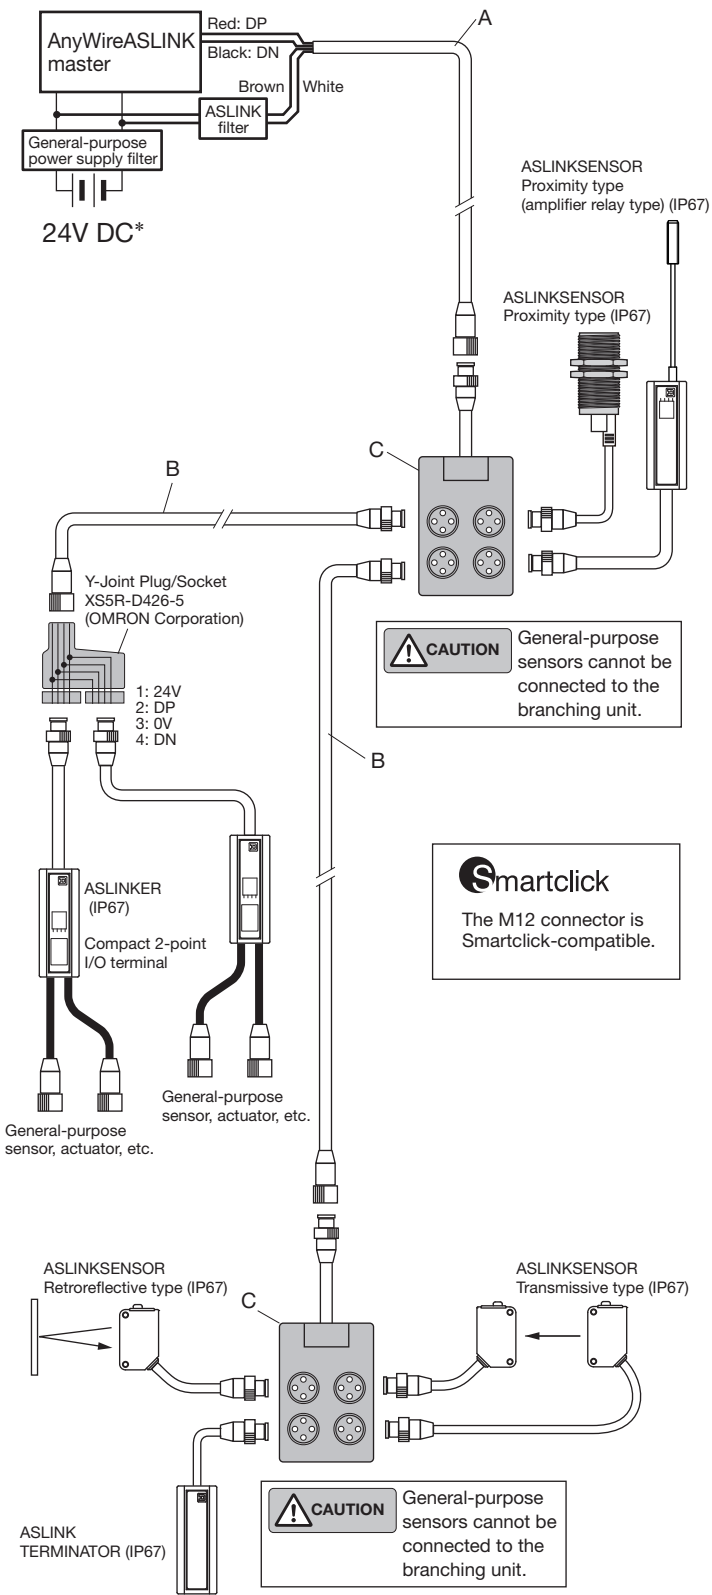 AnyWireASLINK
master
Red: DP
Black: DN
Brown
White
A
ASLINK
filter
General-purpose
power supply filter
24V DC*
ASLINKSENSOR
Proximity type
(amplifier relay type) (IP67)
ASLINKSENSOR
Proximity type (IP67)
C
B
Y-Joint Plug/Socket
XS5R-D426-5
(OMRON Corporation)
1: 24V
2: DP
3: 0V
4: DN
CAUTION
General-purpose
sensors cannot be
connected to the
branching unit.
B
ASLINKER
(IP67)
Compact 2-point
I/O terminal
Smartclick
The M12 connector is
Smartclick-compatible.
General-purpose
sensor, actuator, etc.
General-purpose
sensor, actuator, etc.
ASLINKSENSOR
Retroreflective type (IP67)
C
ASLINKSENSOR
Transmissive type (IP67)
ASLINK
TERMINATOR (IP67)
CAUTION
General-purpose
sensors cannot be
connected to the
branching unit.